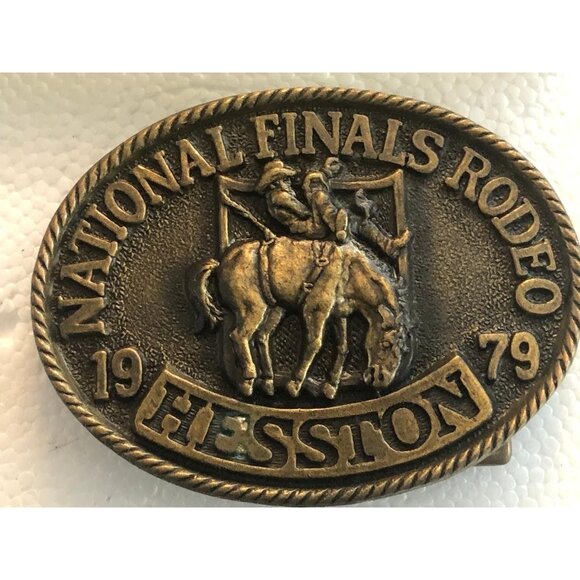 NATIONAL FINALS RODEO
19 79
HESSTON